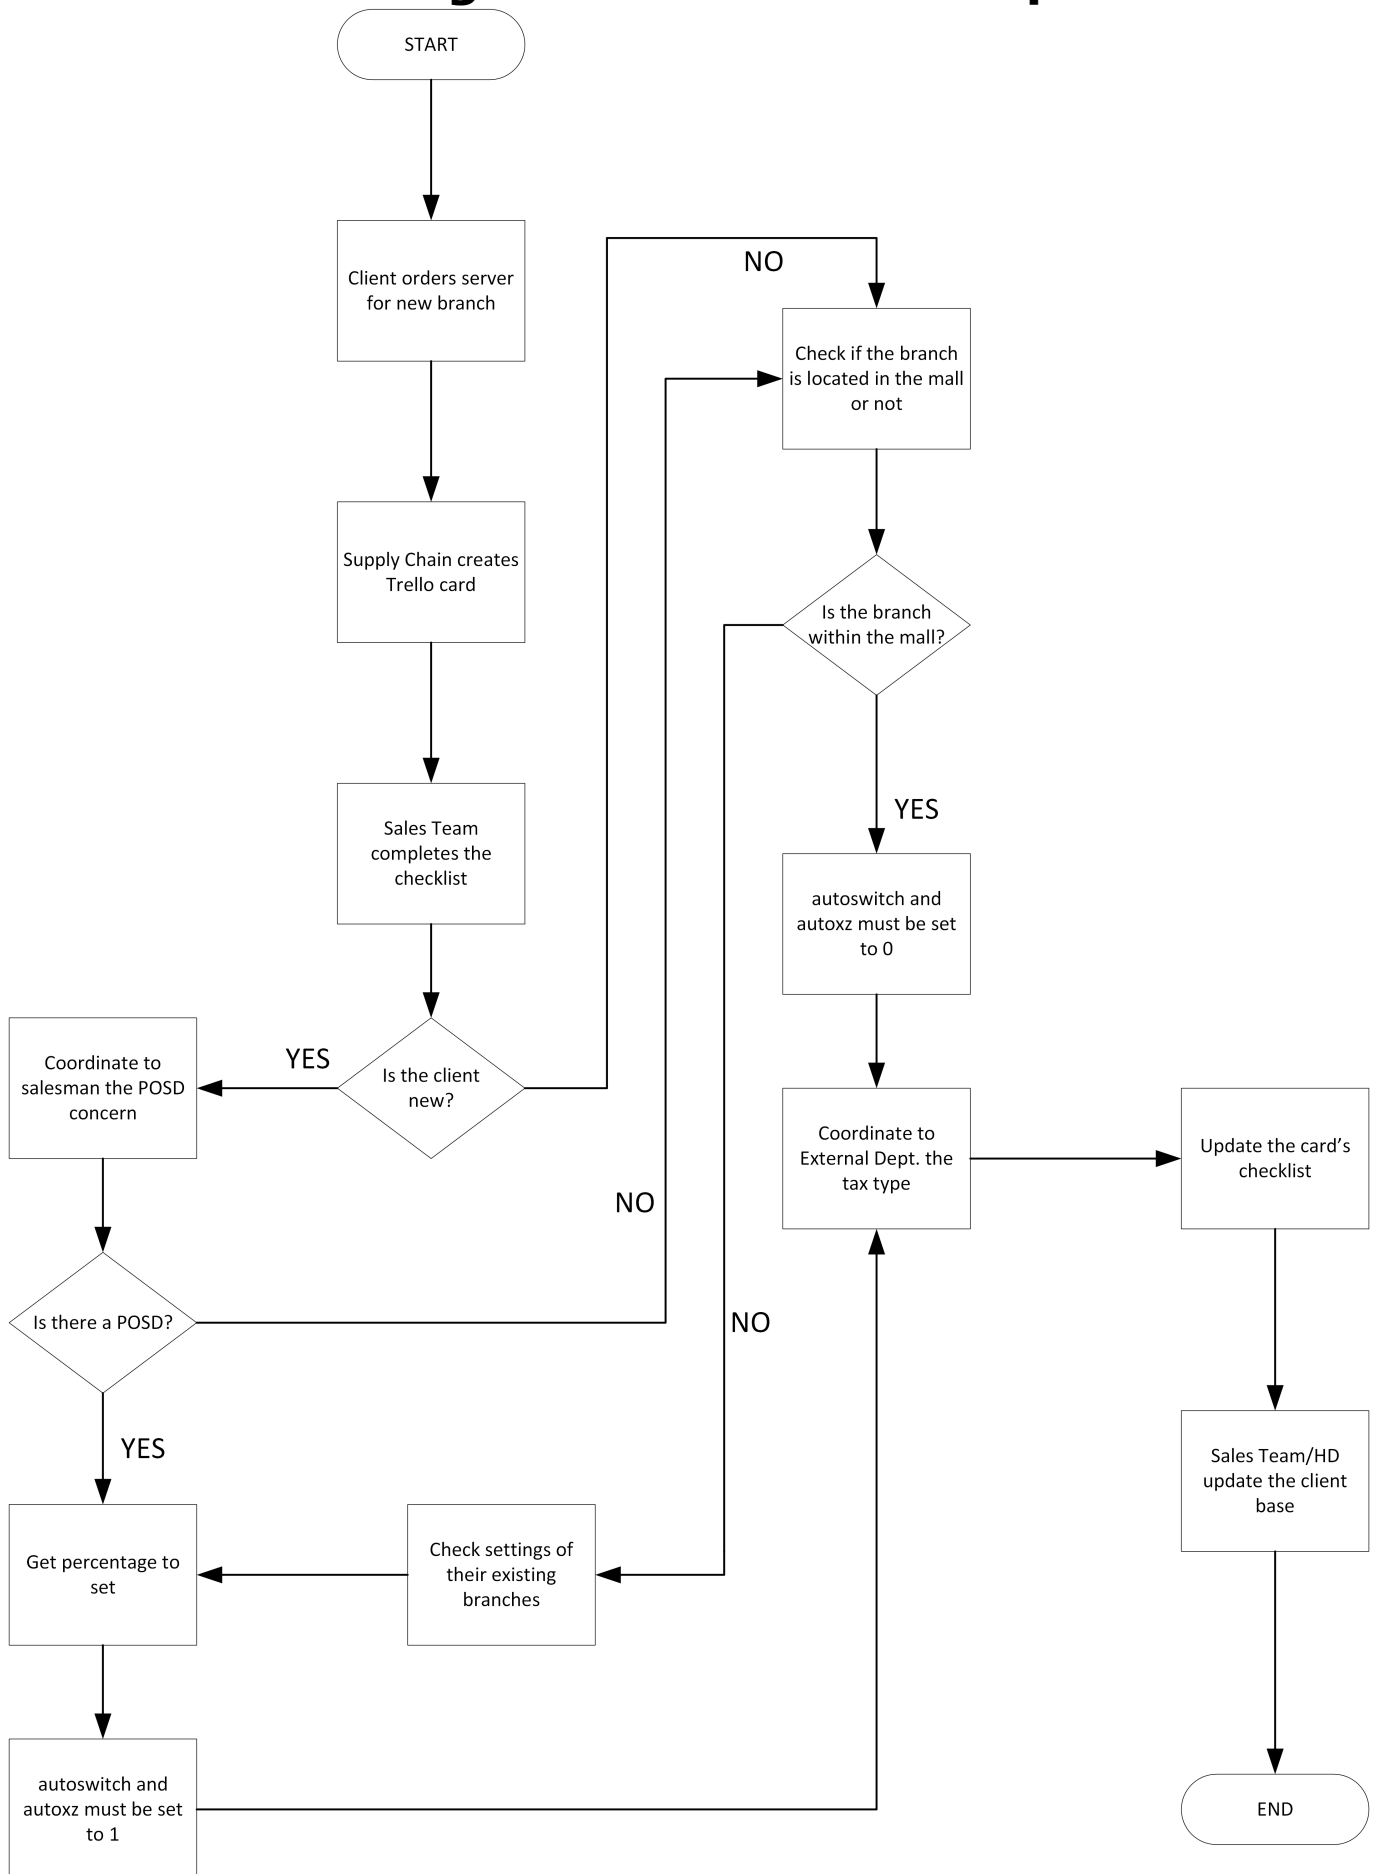 START
Client orders server
for new branch
Supply Chain creates
Trello card
Sales Team
completes the
checklist
Is the client
new?
YES
NO
Coordinate to
salesman the POSD
concern
Is there a POSD?
NO
YES
Get percentage to
set
autoswitch and
autoxz must be set
to 1
Check if the branch
is located in the mall
or not
Is the branch
within the mall?
NO
YES
Check settings of
their existing
branches
autoswitch and
autoxz must be set
to 0
Coordinate to
External Dept. the
tax type
Update the card’s
checklist
Sales Team/HD
update the client
base
END